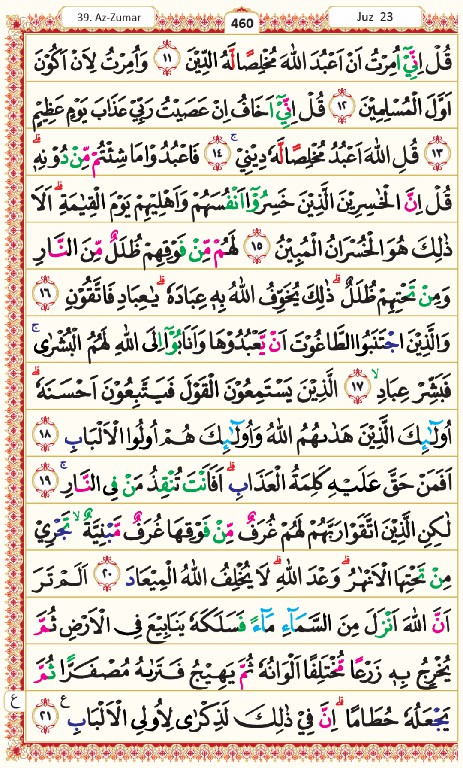 39. Az-Zumar
460
Juz 23
قُلْ اِنِّيْٓ اُمِرْتُ اَنْ اَعْبُدَ اللّٰهَ مُخْلِصًا لَّهُ الدِّيْنَ ۝١١ وَاُمِرْتُ لِاَنْ اَكُوْنَ
اَوَّلَ الْمُسْلِمِيْنَ ۝١٢ قُلْ اِنِّيْٓ اَخَافُ اِنْ عَصَيْتُ رَبِّيْ عَذَابَ يَوْمٍ عَظِيْمٍ
۝١٣ قُلِ اللّٰهَ اَعْبُدُ مُخْلِصًا لَّهٗ دِيْنِيْ ۚ ۝١٤ فَاعْبُدُوْا مَا شِئْتُمْ مِّنْ دُوْنِهٖ ۗ
قُلْ اِنَّ الْخٰسِرِيْنَ الَّذِيْنَ خَسِرُوْٓا اَنْفُسَهُمْ وَاَهْلِيْهِمْ يَوْمَ الْقِيٰمَةِ ۗ اَلَا
ذٰلِكَ هُوَ الْخُسْرَانُ الْمُبِيْنُ ۝١٥ لَهُمْ مِّنْ فَوْقِهِمْ ظُلَلٌ مِّنَ النَّارِ
وَمِنْ تَحْتِهِمْ ظُلَلٌ ۗ ذٰلِكَ يُخَوِّفُ اللّٰهُ بِهٖ عِبَادَهٗ ۗ يٰعِبَادِ فَاتَّقُوْنِ ۝١٦
وَالَّذِيْنَ اجْتَنَبُوا الطَّاغُوْتَ اَنْ يَّعْبُدُوْهَا وَاَنَابُوْٓا اِلَى اللّٰهِ لَهُمُ الْبُشْرٰى ۚ
فَبَشِّرْ عِبَادِ ۙ ۝١٧ الَّذِيْنَ يَسْتَمِعُوْنَ الْقَوْلَ فَيَتَّبِعُوْنَ اَحْسَنَهٗ ۗ
اُولٰۤىِٕكَ الَّذِيْنَ هَدٰىهُمُ اللّٰهُ وَاُولٰۤىِٕكَ هُمْ اُولُوا الْاَلْبَابِ ۝١٨
اَفَمَنْ حَقَّ عَلَيْهِ كَلِمَةُ الْعَذَابِ ۗ اَفَاَنْتَ تُنْقِذُ مَنْ فِى النَّارِ ۚ ۝١٩
لٰكِنِ الَّذِيْنَ اتَّقَوْا رَبَّهُمْ لَهُمْ غُرَفٌ مِّنْ فَوْقِهَا غُرَفٌ مَّبْنِيَّةٌ ۙ تَجْرِيْ
مِنْ تَحْتِهَا الْاَنْهٰرُ ۗ وَعْدَ اللّٰهِ ۗ لَا يُخْلِفُ اللّٰهُ الْمِيْعَادَ ۝٢٠ اَلَمْ تَرَ
اَنَّ اللّٰهَ اَنْزَلَ مِنَ السَّمَاۤءِ مَاۤءً فَسَلَكَهٗ يَنَابِيْعَ فِى الْاَرْضِ ثُمَّ
يُخْرِجُ بِهٖ زَرْعًا مُّخْتَلِفًا اَلْوَانُهٗ ثُمَّ يَهِيْجُ فَتَرٰىهُ مُصْفَرًّا ثُمَّ
يَجْعَلُهٗ حُطَامًا ۗ اِنَّ فِيْ ذٰلِكَ لَذِكْرٰى لِاُولِى الْاَلْبَابِ ࣖ ۝٢١
ع